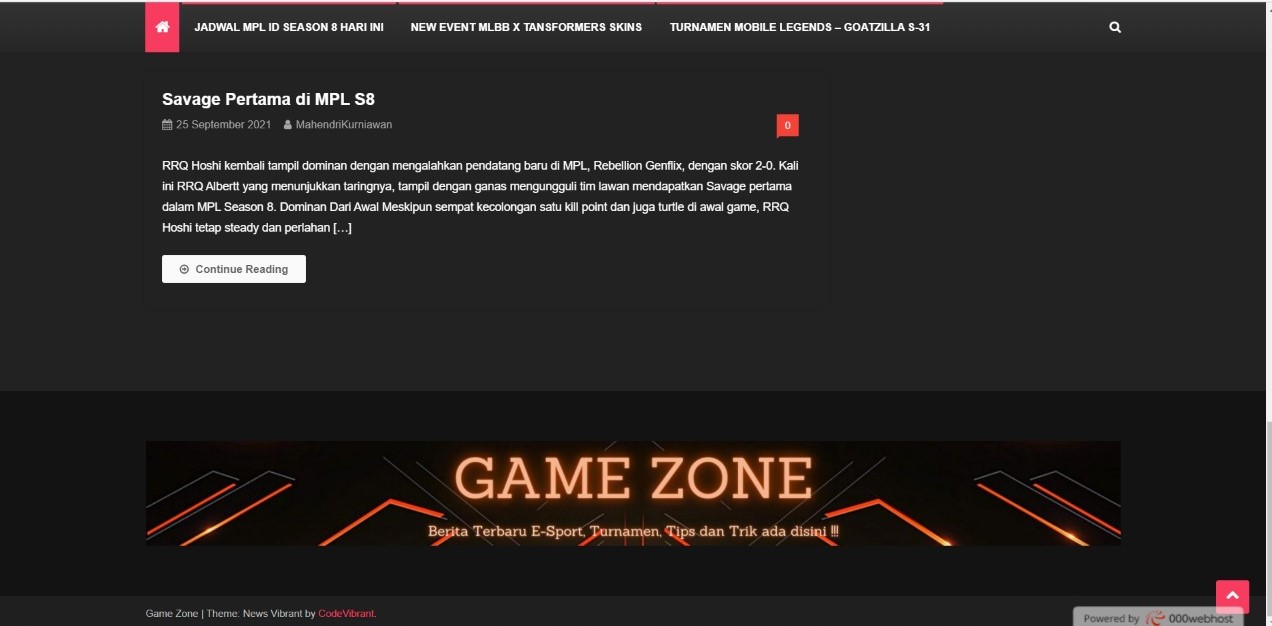 JADWAL MPL ID SEASON 8 HARI INI NEW EVENT MLBB X TANSFORMERS SKINS TURNAMEN MOBILE LEGENDS – GOATZILLA S-31
Savage Pertama di MPL S8
25 September 2021 MahendriKurniawan
0
RRQ Hoshi kembali tampil dominan dengan mengalahkan pendatang baru di MPL, Rebellion Genflix, dengan skor 2-0. Kali
ini RRQ Albertt yang menunjukkan taringnya, tampil dengan ganas mengungguli tim lawan mendapatkan Savage pertama
dalam MPL Season 8. Dominan Dari Awal Meskipun sempat kecolongan satu kill point dan juga turtle di awal game, RRQ
Hoshi tetap steady dan perlahan […]
Continue Reading
GAME ZONE
Berita Terbaru E-Sport, Turnamen, Tips dan Trik ada disini !!!
Game Zone | Theme: News Vibrant by CodeVibrant.
Powered by 000webhost